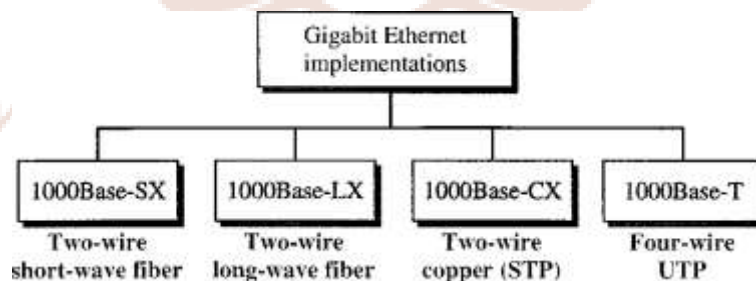 Gigabit Ethernet
implementations
1000Base-SX
1000Base-LX
1000Base-CX
1000Base-T
Two-wire
short-wave fiber
Two-wire
long-wave fiber
Two-wire
copper (STP)
Four-wire
UTP